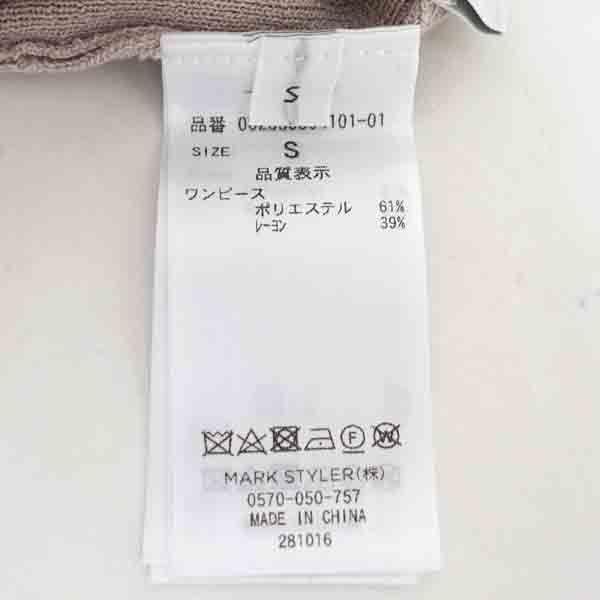 S
品番 101-01
SIZE S
品質表示
ワンピース
ポリエステル 61%
レーヨン 39%
F W
MARK STYLER(株)
0570-050-757
MADE IN CHINA
281016